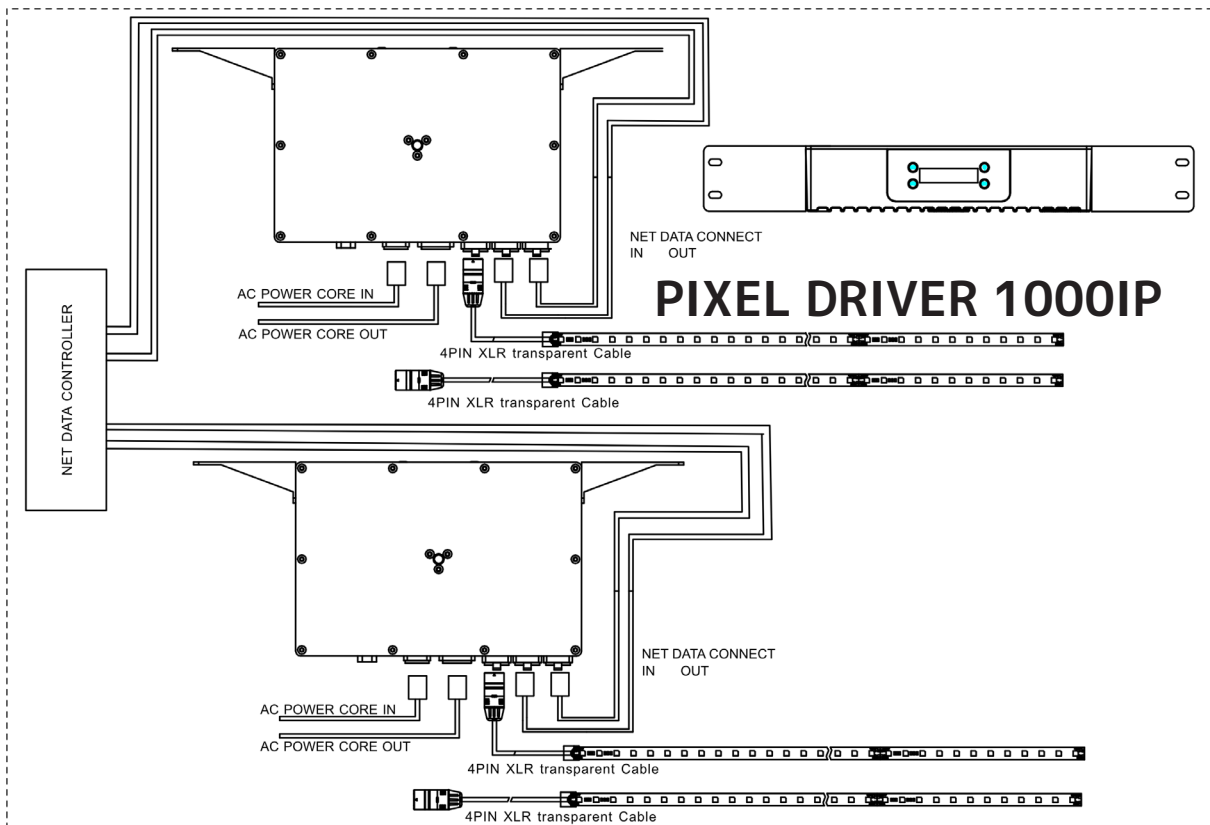 NET DATA CONNECT
IN OUT
PIXEL DRIVER 1000IP
AC POWER CORE IN
AC POWER CORE OUT
4PIN XLR transparent Cable
4PIN XLR transparent Cable
NET DATA CONTROLLER
NET DATA CONNECT
IN OUT
AC POWER CORE IN
AC POWER CORE OUT
4PIN XLR transparent Cable
4PIN XLR transparent Cable